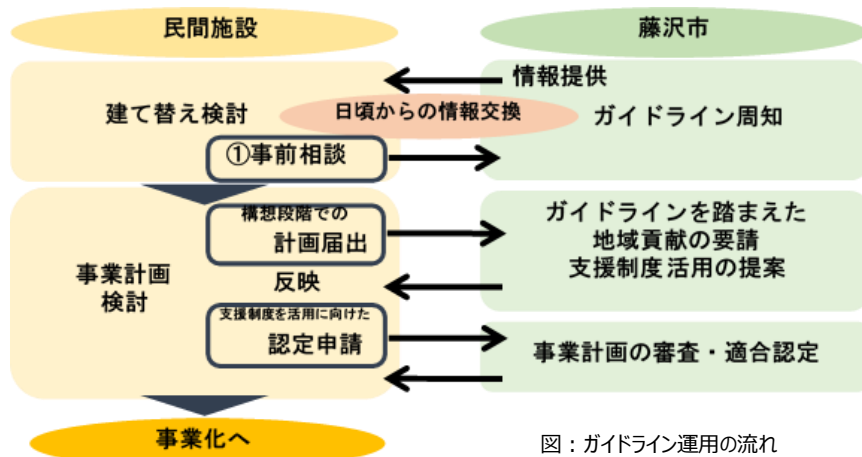 民間施設
藤沢市
情報提供
建て替え検討
日頃からの情報交換
ガイドライン周知
①事前相談
構想段階での
計画届出
ガイドラインを踏まえた
地域貢献の要請
支援制度活用の提案
事業計画
検討
反映
支援制度を活用に向けた
認定申請
事業計画の審査・適合認定
事業化へ
図：ガイドライン運用の流れ